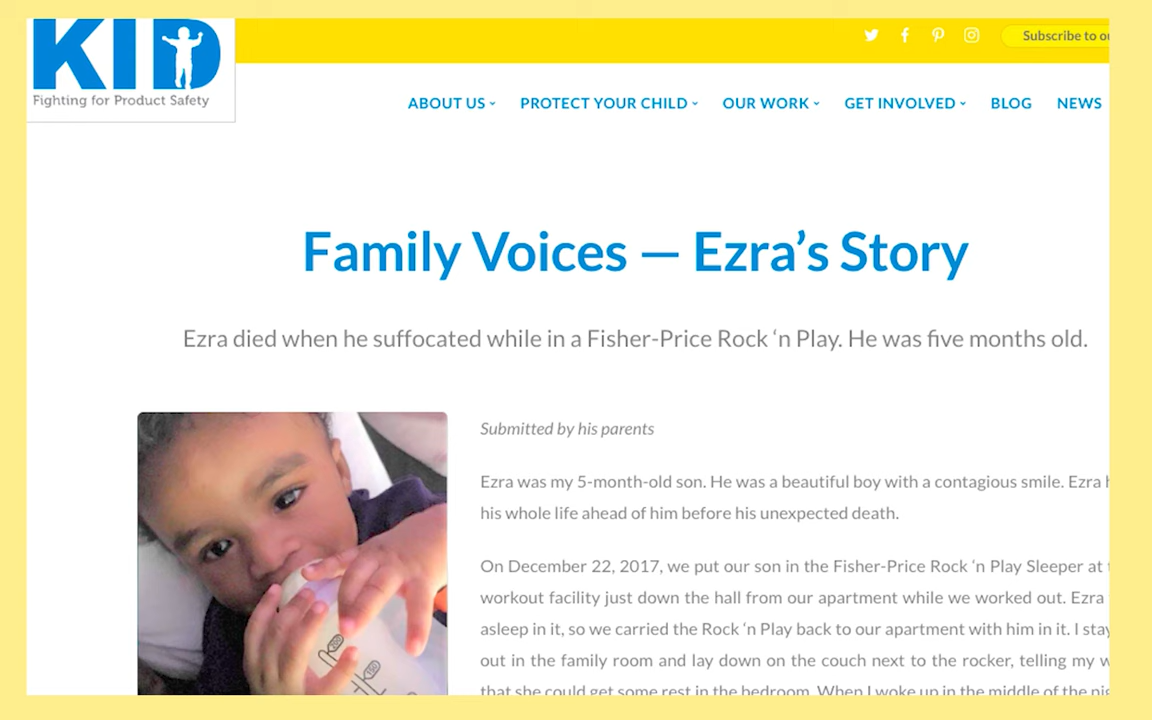 KID
Fighting for Product Safety
Subscribe to
ABOUT US
PROTECT YOUR CHILD
OUR WORK
GET INVOLVED
BLOG
NEWS
Family Voices — Ezra’s Story
Ezra died when he suffocated while in a Fisher-Price Rock ‘n Play. He was five months old.
Submitted by his parents
Ezra was my 5-month-old son. He was a beautiful boy with a contagious smile. Ezra
his whole life ahead of him before his unexpected death.
On December 22, 2017, we put our son in the Fisher-Price Rock ‘n Play Sleeper at
workout facility just down the hall from our apartment while we worked out. Ezra
asleep in it, so we carried the Rock ‘n Play back to our apartment with him in it. I
out in the family room and lay down on the couch next to the rocker, telling my
that she could get some rest in the bedroom. When I woke up in the middle of the